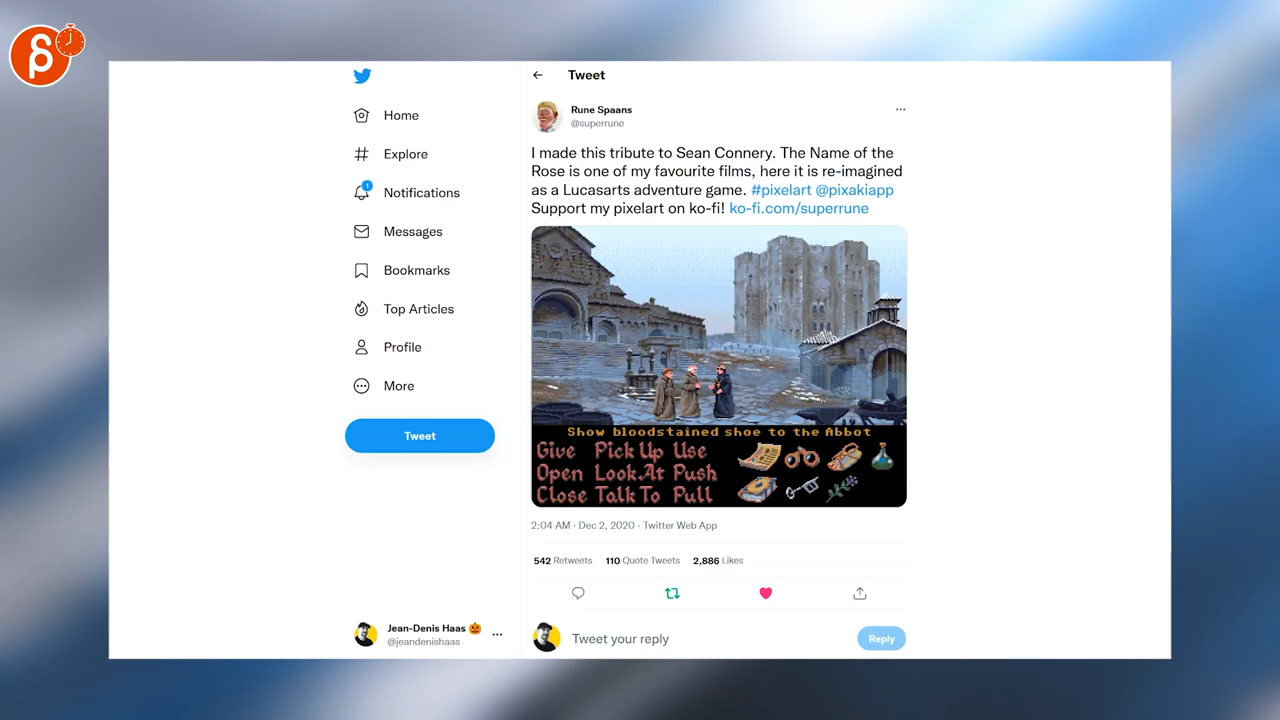 Tweet
Rune Spaans
@superrune
I made this tribute to Sean Connery. The Name of the
Rose is one of my favourite films, here it is re-imagined
as a Lucasarts adventure game. #pixelart @pixakiapp
Support my pixelart on ko-fi! ko-fi.com/superrune
Home
Explore
1
Notifications
Messages
Bookmarks
Top Articles
Profile
More
Tweet
Show bloodstained shoe to the Abbot
Give Pick Up Use
Open Look At Push
Close Talk To Pull
2:04 AM · Dec 2, 2020 · Twitter Web App
542 Retweets 110 Quote Tweets 2,886 Likes
Jean-Denis Haas 🎃
@jeandenishaas
Tweet your reply
Reply